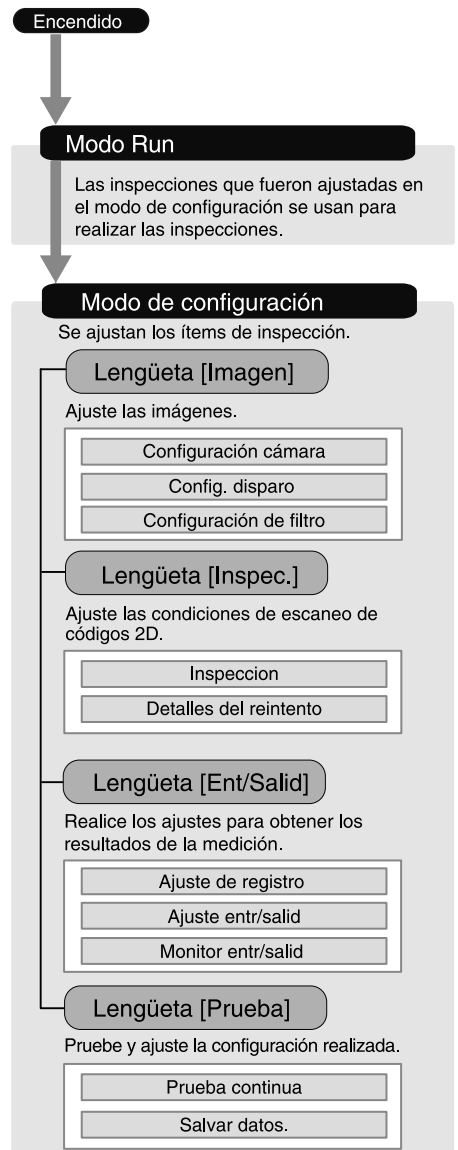 Encendido
Modo Run
Las inspecciones que fueron ajustadas en
el modo de configuración se usan para
realizar las inspecciones.
Modo de configuración
Se ajustan los ítems de inspección.
Lengüeta [Imagen]
Ajuste las imágenes.
Configuración cámara
Config. disparo
Configuración de filtro
Lengüeta [Inspec.]
Ajuste las condiciones de escaneo de
códigos 2D.
Inspeccion
Detalles del reintento
Lengüeta [Ent/Salid]
Realice los ajustes para obtener los
resultados de la medición.
Ajuste de registro
Ajuste entr/salid
Monitor entr/salid
Lengüeta [Prueba]
Pruebe y ajuste la configuración realizada.
Prueba continua
Salvar datos.